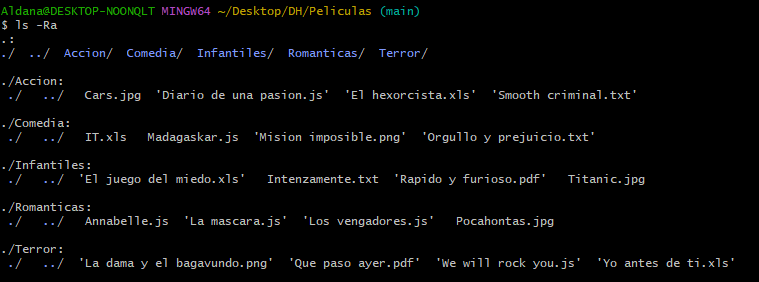 Aldana@DESKTOP-NOONQLT MINGW64 ~/Desktop/DH/Peliculas (main)
$ ls -Ra
.:
./ ../ Accion/ Comedia/ Infantiles/ Romanticas/ Terror/
./Accion:
./ ../ Cars.jpg 'Diario de una pasion.js' 'El hexorcista.xls' 'Smooth criminal.txt'
./Comedia:
./ ../ IT.xls Madagaskar.js 'Mision imposible.png' 'Orgullo y prejuicio.txt'
./Infantiles:
./ ../ 'El juego del miedo.xls' Intenzamente.txt 'Rapido y furioso.pdf' Titanic.jpg
./Romanticas:
./ ../ Annabelle.js 'La mascara.js' 'Los vengadores.js' Pocahontas.jpg
./Terror:
./ ../ 'La dama y el bagavundo.png' 'Que paso ayer.pdf' 'We will rock you.js' 'Yo antes de ti.xls'